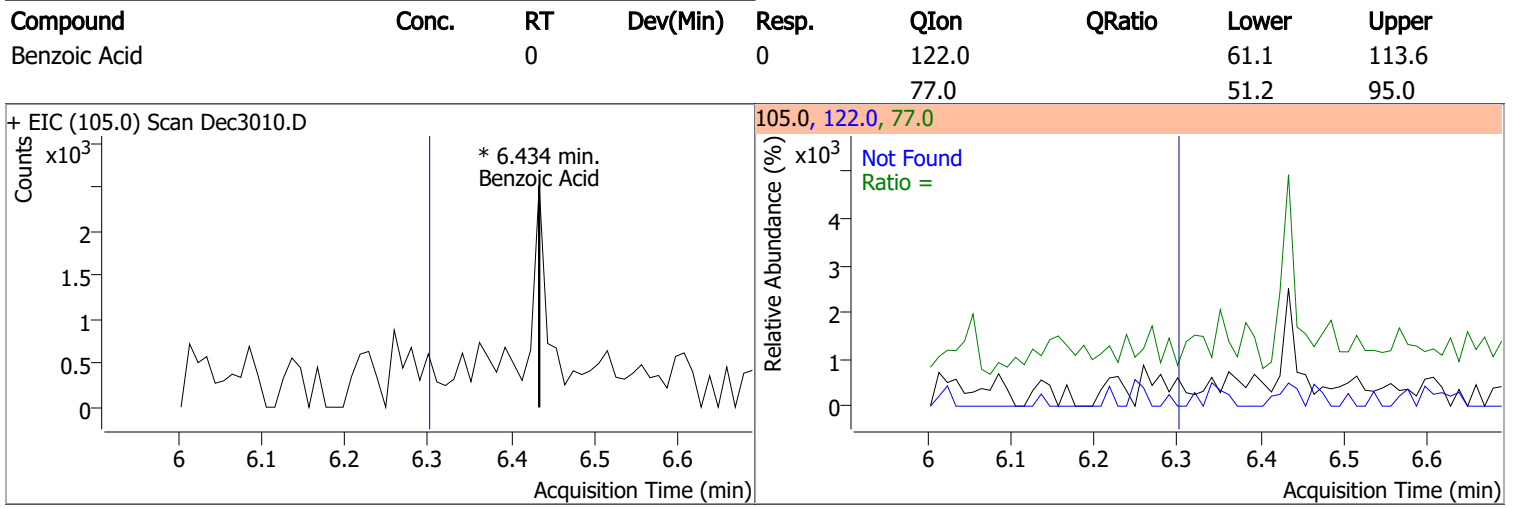 Compound Conc. RT Dev(Min) Resp. QIon QRatio Lower Upper
Benzoic Acid 0 0 122.0 61.1 113.6
77.0 51.2 95.0
+ EIC (105.0) Scan Dec3010.D
Counts
x10³
* 6.434 min.
Benzoic Acid
2
1.5
1
0.5
0
6 6.1 6.2 6.3 6.4 6.5 6.6
Acquisition Time (min)
105.0, 122.0, 77.0
Relative Abundance (%)
x10³
Not Found
Ratio =
4
3
2
1
0
6 6.1 6.2 6.3 6.4 6.5 6.6
Acquisition Time (min)